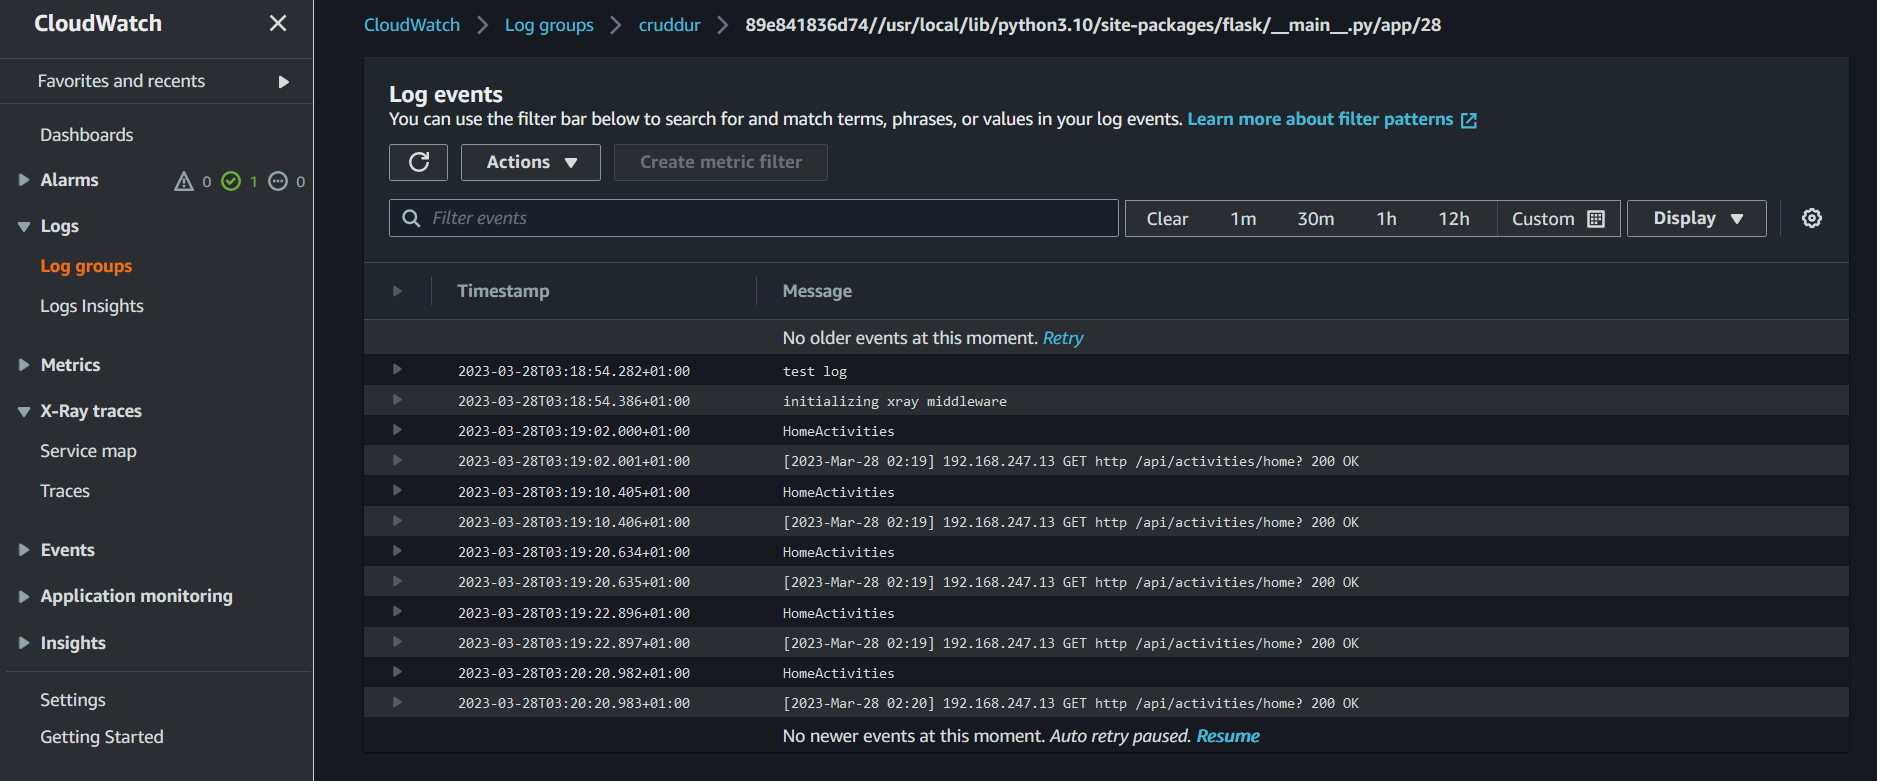 CloudWatch
Favorites and recents
Dashboards
Alarms 0 1 0
Logs
Log groups
Logs Insights
Metrics
X-Ray traces
Service map
Traces
Events
Application monitoring
Insights
Settings
Getting Started
CloudWatch Log groups cruddur 89e841836d74//usr/local/lib/python3.10/site-packages/flask/__main__.py/app/28
Log events
You can use the filter bar below to search for and match terms, phrases, or values in your log events. Learn more about filter patterns
Actions Create metric filter
Filter events Clear 1m 30m 1h 12h Custom Display
Timestamp Message
No older events at this moment. Retry
2023-03-28T03:18:54.282+01:00 test log
2023-03-28T03:18:54.386+01:00 initializing xray middleware
2023-03-28T03:19:02.000+01:00 HomeActivities
2023-03-28T03:19:02.001+01:00 [2023-Mar-28 02:19] 192.168.247.13 GET http /api/activities/home? 200 OK
2023-03-28T03:19:10.405+01:00 HomeActivities
2023-03-28T03:19:10.406+01:00 [2023-Mar-28 02:19] 192.168.247.13 GET http /api/activities/home? 200 OK
2023-03-28T03:19:20.634+01:00 HomeActivities
2023-03-28T03:19:20.635+01:00 [2023-Mar-28 02:19] 192.168.247.13 GET http /api/activities/home? 200 OK
2023-03-28T03:19:22.896+01:00 HomeActivities
2023-03-28T03:19:22.897+01:00 [2023-Mar-28 02:19] 192.168.247.13 GET http /api/activities/home? 200 OK
2023-03-28T03:20:20.982+01:00 HomeActivities
2023-03-28T03:20:20.983+01:00 [2023-Mar-28 02:20] 192.168.247.13 GET http /api/activities/home? 200 OK
No newer events at this moment. Auto retry paused. Resume